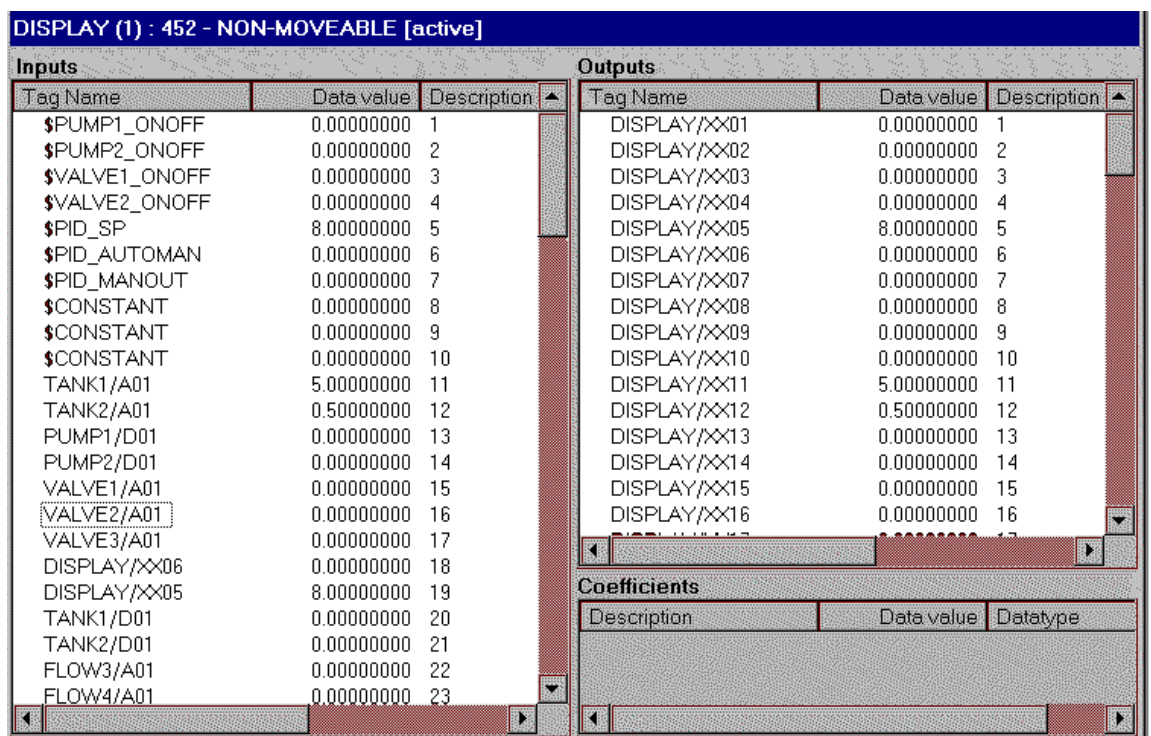 DISPLAY (1) : 452 - NON-MOVEABLE [active]
Inputs
Tag Name Data value Description
$PUMP1_ONOFF 0.00000000 1
$PUMP2_ONOFF 0.00000000 2
$VALVE1_ONOFF 0.00000000 3
$VALVE2_ONOFF 0.00000000 4
$PID_SP 8.00000000 5
$PID_AUTOMAN 0.00000000 6
$PID_MANOUT 0.00000000 7
$CONSTANT 0.00000000 8
$CONSTANT 0.00000000 9
$CONSTANT 0.00000000 10
TANK1/A01 5.00000000 11
TANK2/A01 0.50000000 12
PUMP1/D01 0.00000000 13
PUMP2/D01 0.00000000 14
VALVE1/A01 0.00000000 15
VALVE2/A01 0.00000000 16
VALVE3/A01 0.00000000 17
DISPLAY/XX06 0.00000000 18
DISPLAY/XX05 8.00000000 19
TANK1/D01 0.00000000 20
TANK2/D01 0.00000000 21
FLOW3/A01 0.00000000 22
FLOW4/A01 0.00000000 23
Outputs
Tag Name Data value Description
DISPLAY/XX01 0.00000000 1
DISPLAY/XX02 0.00000000 2
DISPLAY/XX03 0.00000000 3
DISPLAY/XX04 0.00000000 4
DISPLAY/XX05 8.00000000 5
DISPLAY/XX06 0.00000000 6
DISPLAY/XX07 0.00000000 7
DISPLAY/XX08 0.00000000 8
DISPLAY/XX09 0.00000000 9
DISPLAY/XX10 0.00000000 10
DISPLAY/XX11 5.00000000 11
DISPLAY/XX12 0.50000000 12
DISPLAY/XX13 0.00000000 13
DISPLAY/XX14 0.00000000 14
DISPLAY/XX15 0.00000000 15
DISPLAY/XX16 0.00000000 16
Coefficients
Description Data value Datatype